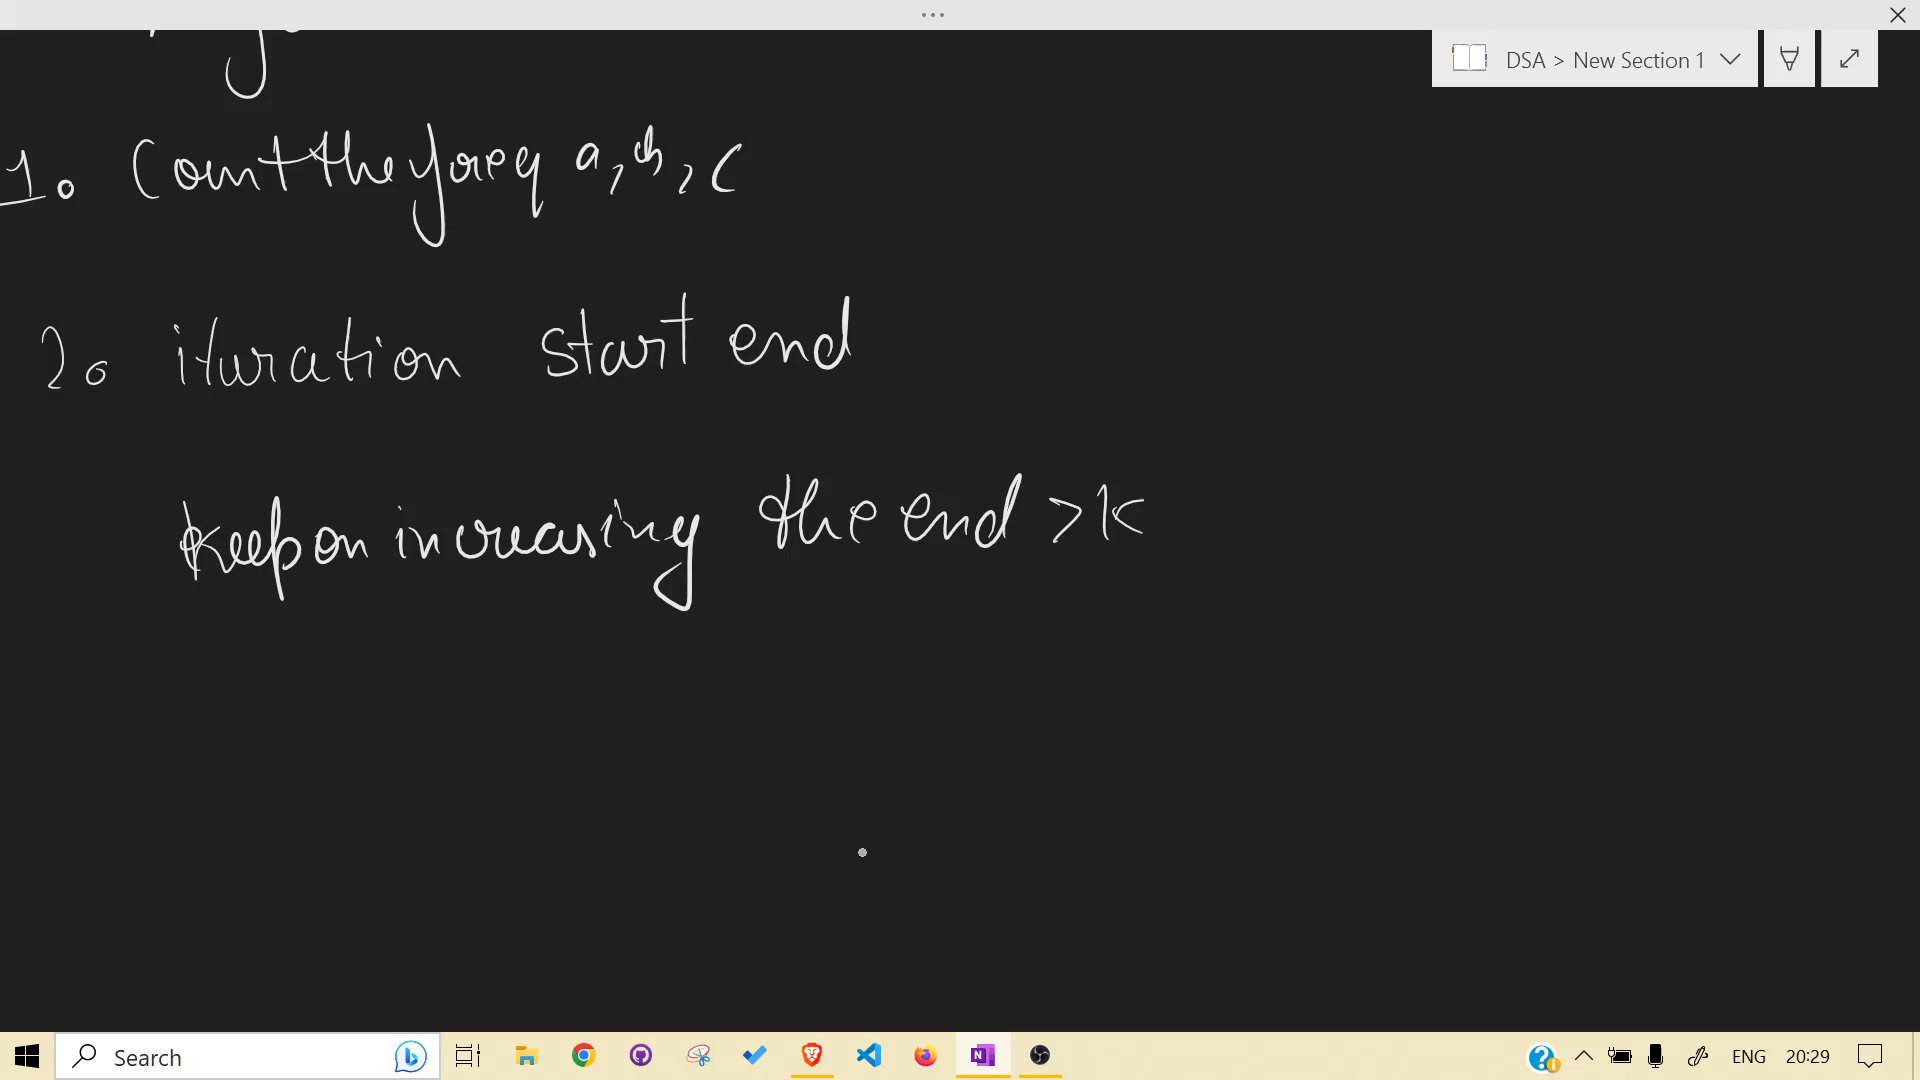 DSA > New Section 1
1. Count the freq a, b, c
2. iteration start end
keep on increasing the end > k
Search
ENG 20:29